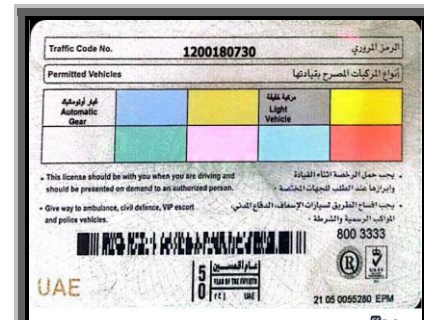 Traffic Code No. 1200180730 الرمز المروري
Permitted Vehicles أنواع المركبات المصرح بقيادتها
غيار أوتوماتيك
Automatic
Gear
مركبة خفيفة
Light
Vehicle
• This license should be with you when you are driving and
should be presented on demand to an authorized person.
• يجب حمل الرخصة اثناء القيادة
وابرازها عند الطلب للجهات المختصة
• Give way to ambulance, civil defence, VIP escort
and police vehicles.
• يجب افساح الطريق لسيارات الإسعاف، الدفاع المدني،
المواكب الرسمية والشرطة
800 3333
UAE
50
عام الخمسين
YEAR OF THE FIFTIETH
UAE
R
21 05 0055280 EPM